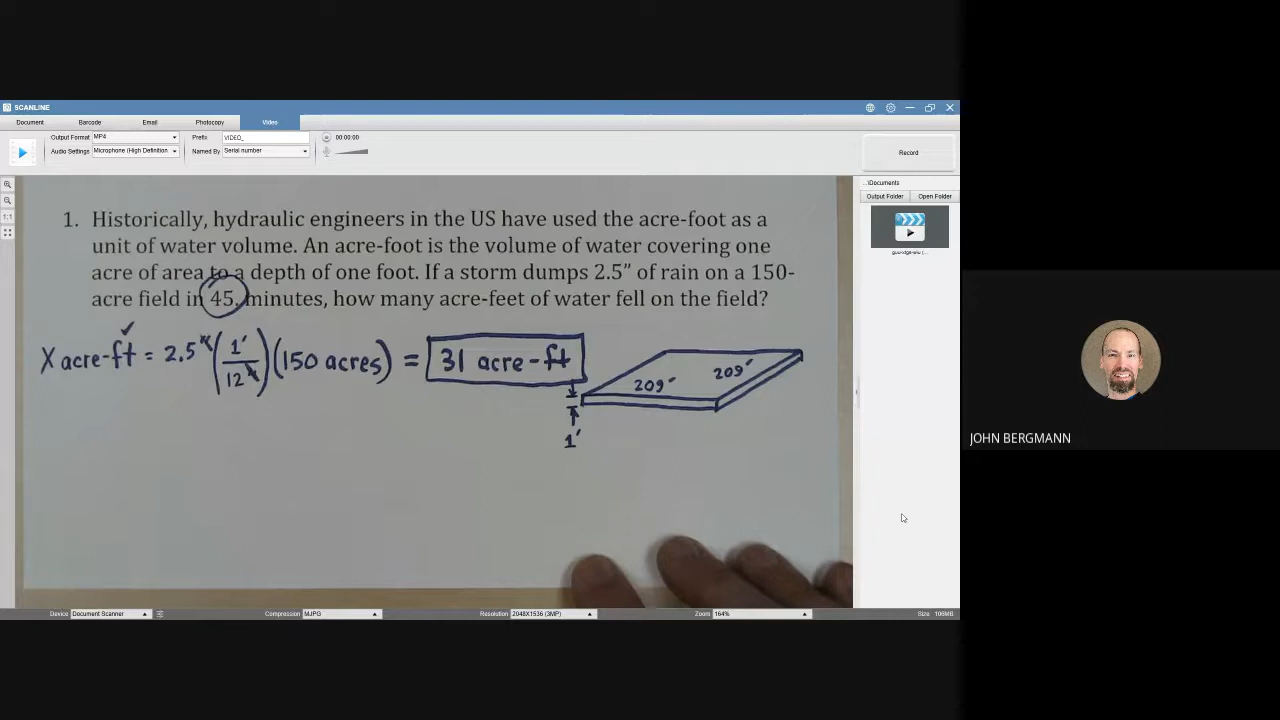 SCANLINE
Document Barcode Email Photocopy Video
Output Format MP4 Prefix VIDEO_ 00:00:00
Audio Settings Microphone (High Definition Named By Serial number
Record
...\Documents
Output Folder Open Folder
1:1
1. Historically, hydraulic engineers in the US have used the acre-foot as a
unit of water volume. An acre-foot is the volume of water covering one
acre of area to a depth of one foot. If a storm dumps 2.5” of rain on a 150-
acre field in 45. minutes, how many acre-feet of water fell on the field?
X acre-ft = 2.5" (1' / 12") (150 acres) = 31 acre-ft
209' 209'
1'
JOHN BERGMANN
Device Document Scanner Compression MJPG Resolution 2048X1536 (3MP) Zoom 164% Size 106MB